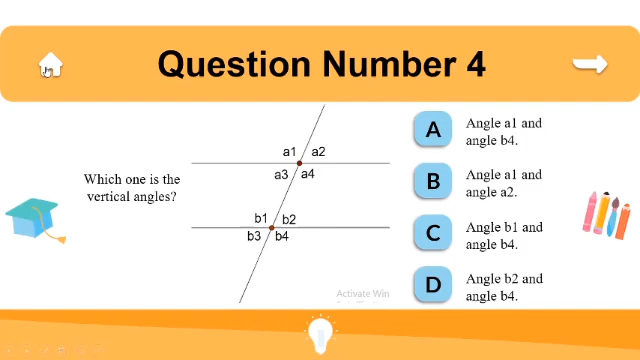 Question Number 4
Which one is the
vertical angles?
a1 a2
a3 a4
b1 b2
b3 b4
A Angle a1 and
angle b4.
B Angle a1 and
angle a2.
C Angle b1 and
angle b4.
D Angle b2 and
angle b4.
Activate Win